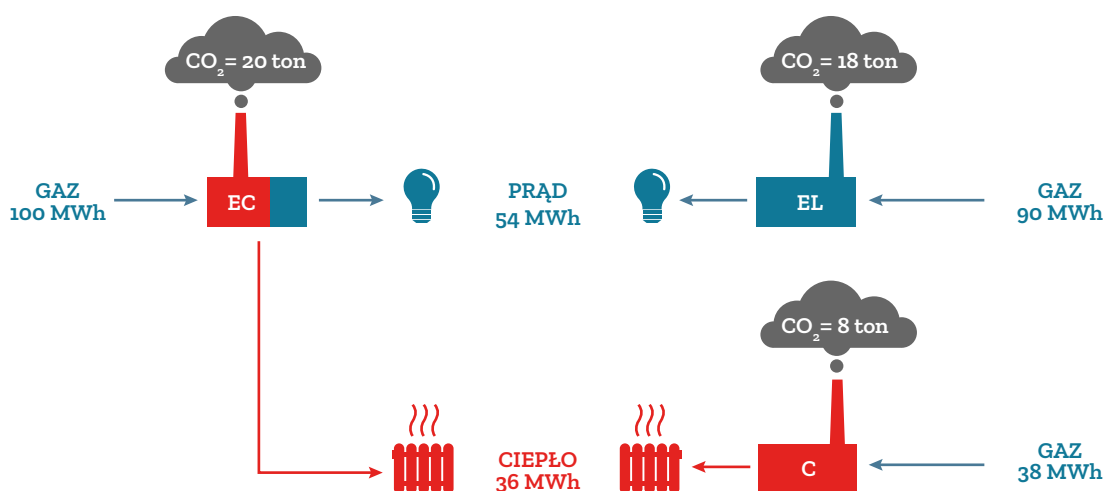 CO2= 20 ton
CO2= 18 ton
GAZ
100 MWh
EC
PRĄD
54 MWh
EL
GAZ
90 MWh
CO2= 8 ton
CIEPŁO
36 MWh
C
GAZ
38 MWh